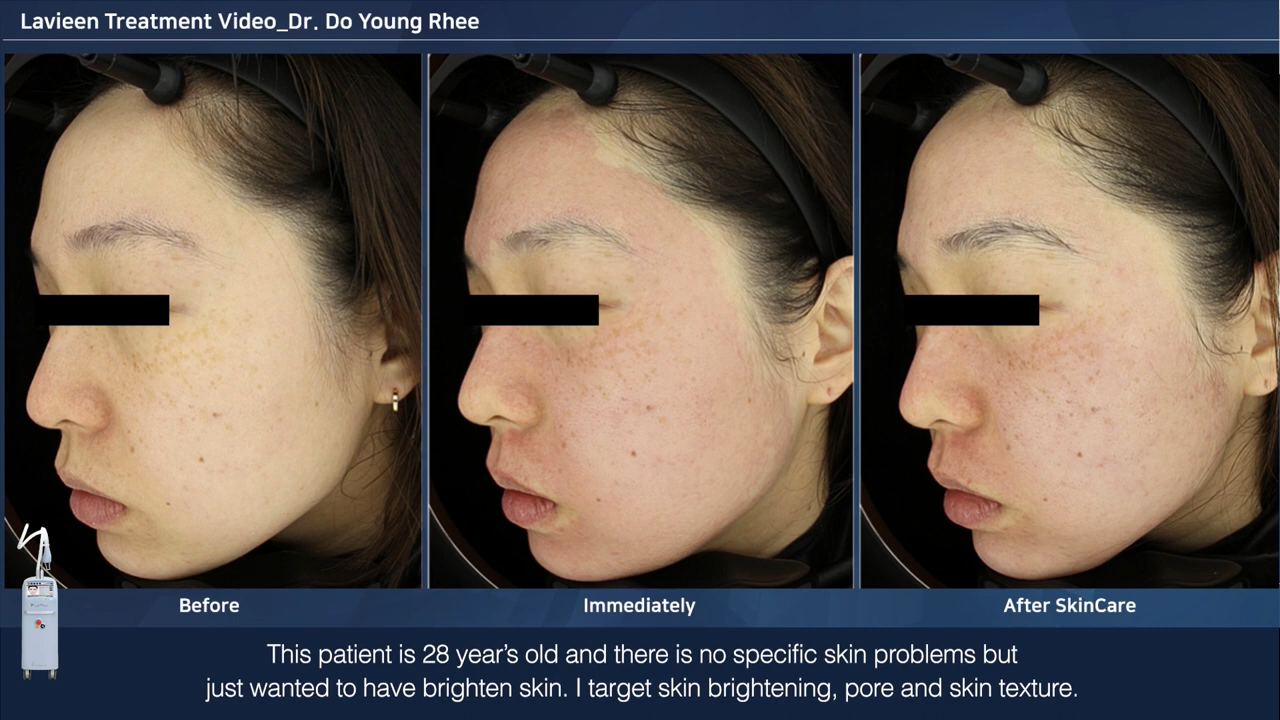 Lavieen Treatment Video_Dr. Do Young Rhee
Before
Immediately
After SkinCare
This patient is 28 year's old and there is no specific skin problems but
just wanted to have brighten skin. I target skin brightening, pore and skin texture.